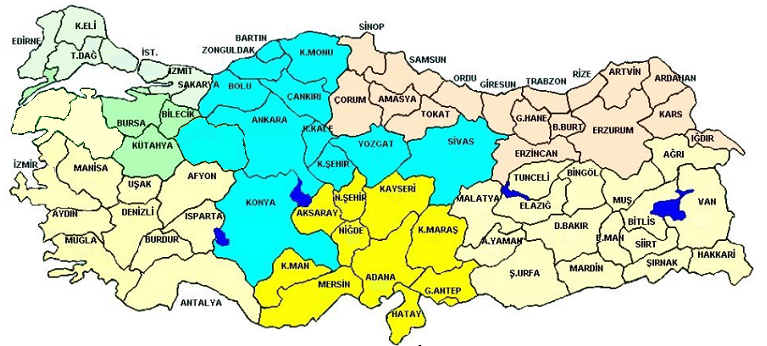 SİNOP
K.ELİ
EDİRNE
BARTIN
ZONGULDAK
K.MONU
T.DAĞ
İST.
SAMSUN
İZMİT
SAKARYA
BOLU
ÇANKIRI
ÇORUM
AMASYA
ORDU
GİRESUN
TRABZON
RİZE
ARTVİN
ARDAHAN
TOKAT
KARS
BURSA
BİLECİK
ANKARA
K.KALE
G.HANE
B.BURT
ERZURUM
IĞDIR
KÜTAHYA
YOZGAT
SİVAS
ERZİNCAN
AĞRI
İZMİR
MANİSA
UŞAK
AFYON
K.ŞEHİR
KAYSERİ
TUNCELİ
BİNGÖL
MALATYA
ELAZIĞ
MUŞ
VAN
KONYA
N.ŞEHİR
AKSARAY
AYDIN
DENİZLİ
ISPARTA
NİĞDE
K.MARAŞ
D.BAKIR
BİTLİS
A.YAMAN
B.MAN
SİİRT
MUĞLA
BURDUR
K.MAN
ŞIRNAK
HAKKARİ
MERSİN
ADANA
G.ANTEP
Ş.URFA
MARDİN
ANTALYA
HATAY